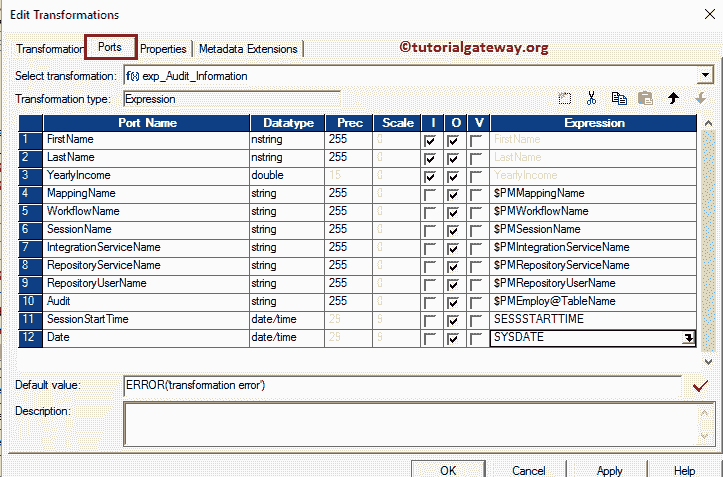 Edit Transformations
Transformation Ports Properties Metadata Extensions ©tutorialgateway.org
Select transformation: f(x) exp_Audit_Information
Transformation type: Expression
Port Name Datatype Prec Scale I O V Expression
1 FirstName nstring 255 0 FirstName
2 LastName nstring 255 0 LastName
3 YearlyIncome double 15 0 YearlyIncome
4 MappingName string 255 0 $PMMappingName
5 WorkflowName string 255 0 $PMWorkflowName
6 SessionName string 255 0 $PMSessionName
7 IntegrationServiceName string 255 0 $PMIntegrationServiceName
8 RepositoryServiceName string 255 0 $PMRepositoryServiceName
9 RepositoryUserName string 255 0 $PMRepositoryUserName
10 Audit string 255 0 $PMEmploy@TableName
11 SessionStartTime date/time 29 9 SESSSTARTTIME
12 Date date/time 29 9 SYSDATE
Default value: ERROR('transformation error')
Description:
OK Cancel Apply Help